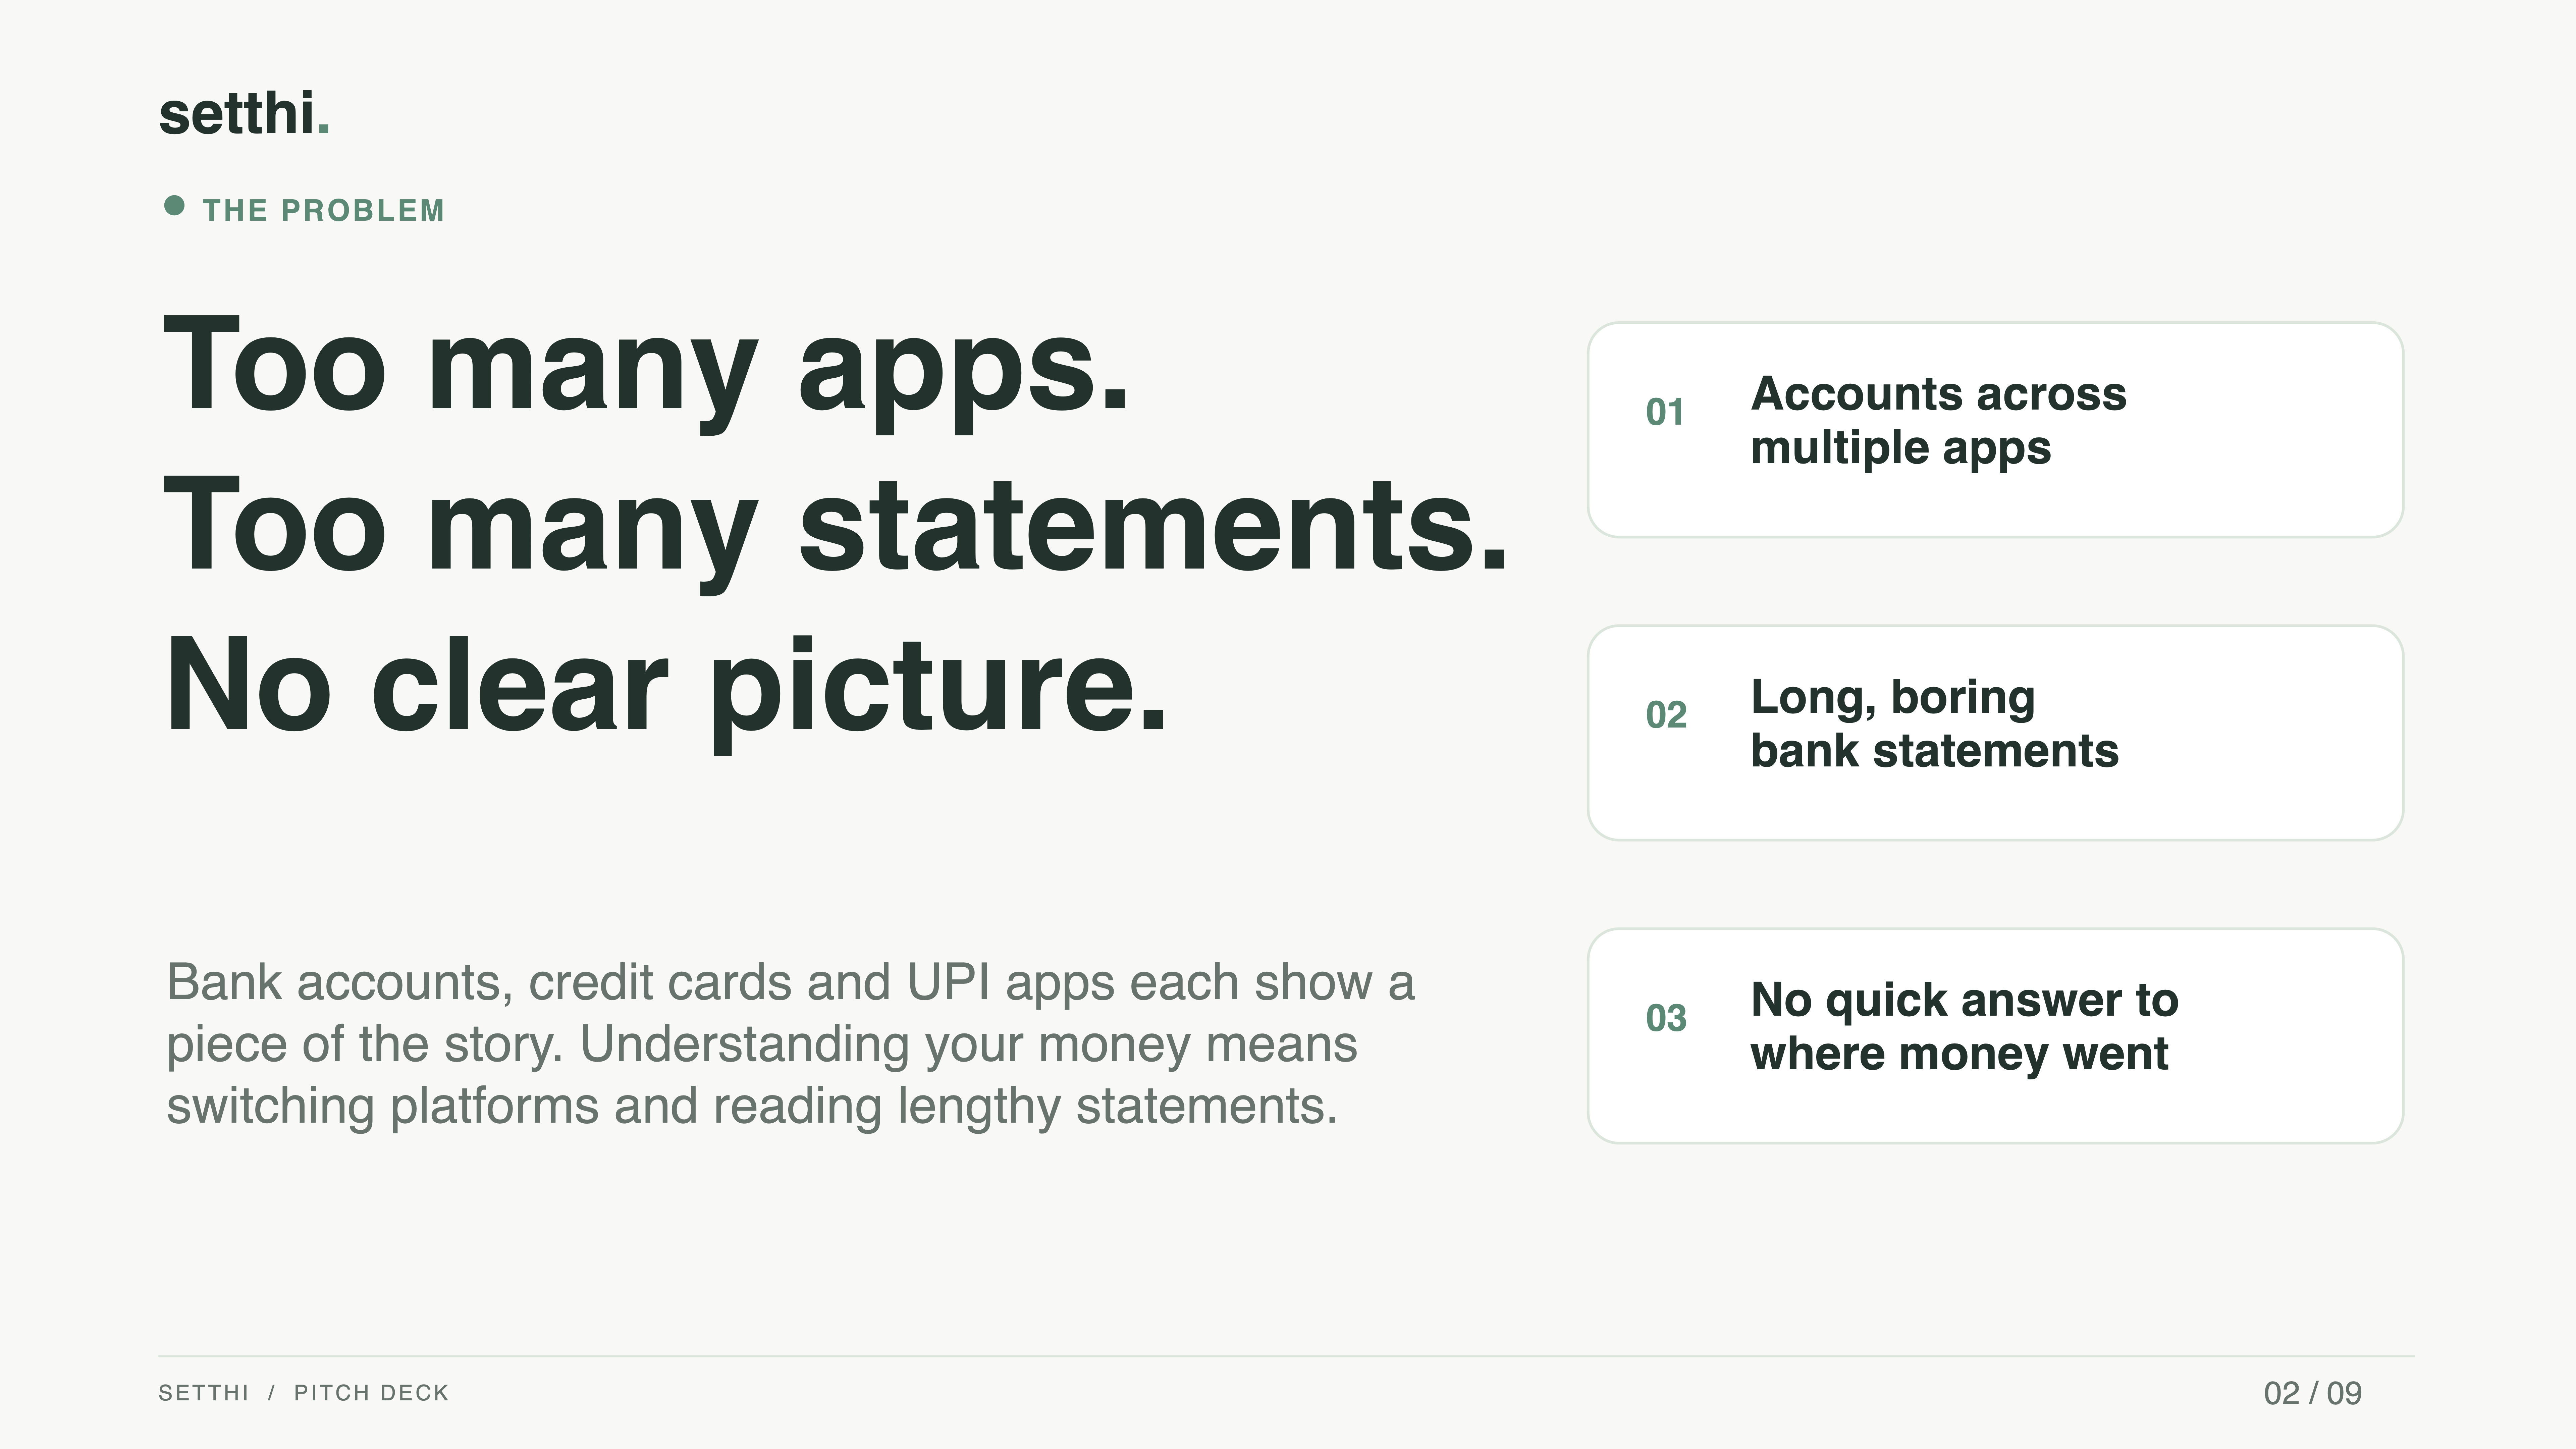 setthi.
THE PROBLEM
Too many apps.
Too many statements.
No clear picture.
Bank accounts, credit cards and UPI apps each show a
piece of the story. Understanding your money means
switching platforms and reading lengthy statements.
01
Accounts across
multiple apps
02
Long, boring
bank statements
03
No quick answer to
where money went
SETTHI / PITCH DECK
02 / 09